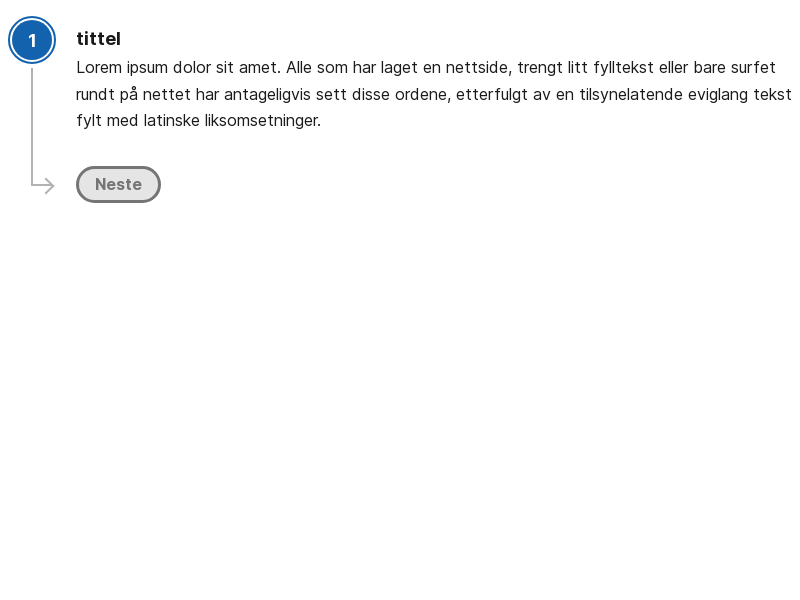 1
tittel
Lorem ipsum dolor sit amet. Alle som har laget en nettside, trengt litt fylltekst eller bare surfet
rundt på nettet har antageligvis sett disse ordene, etterfulgt av en tilsynelatende eviglang tekst
fylt med latinske liksomsetninger.
Neste